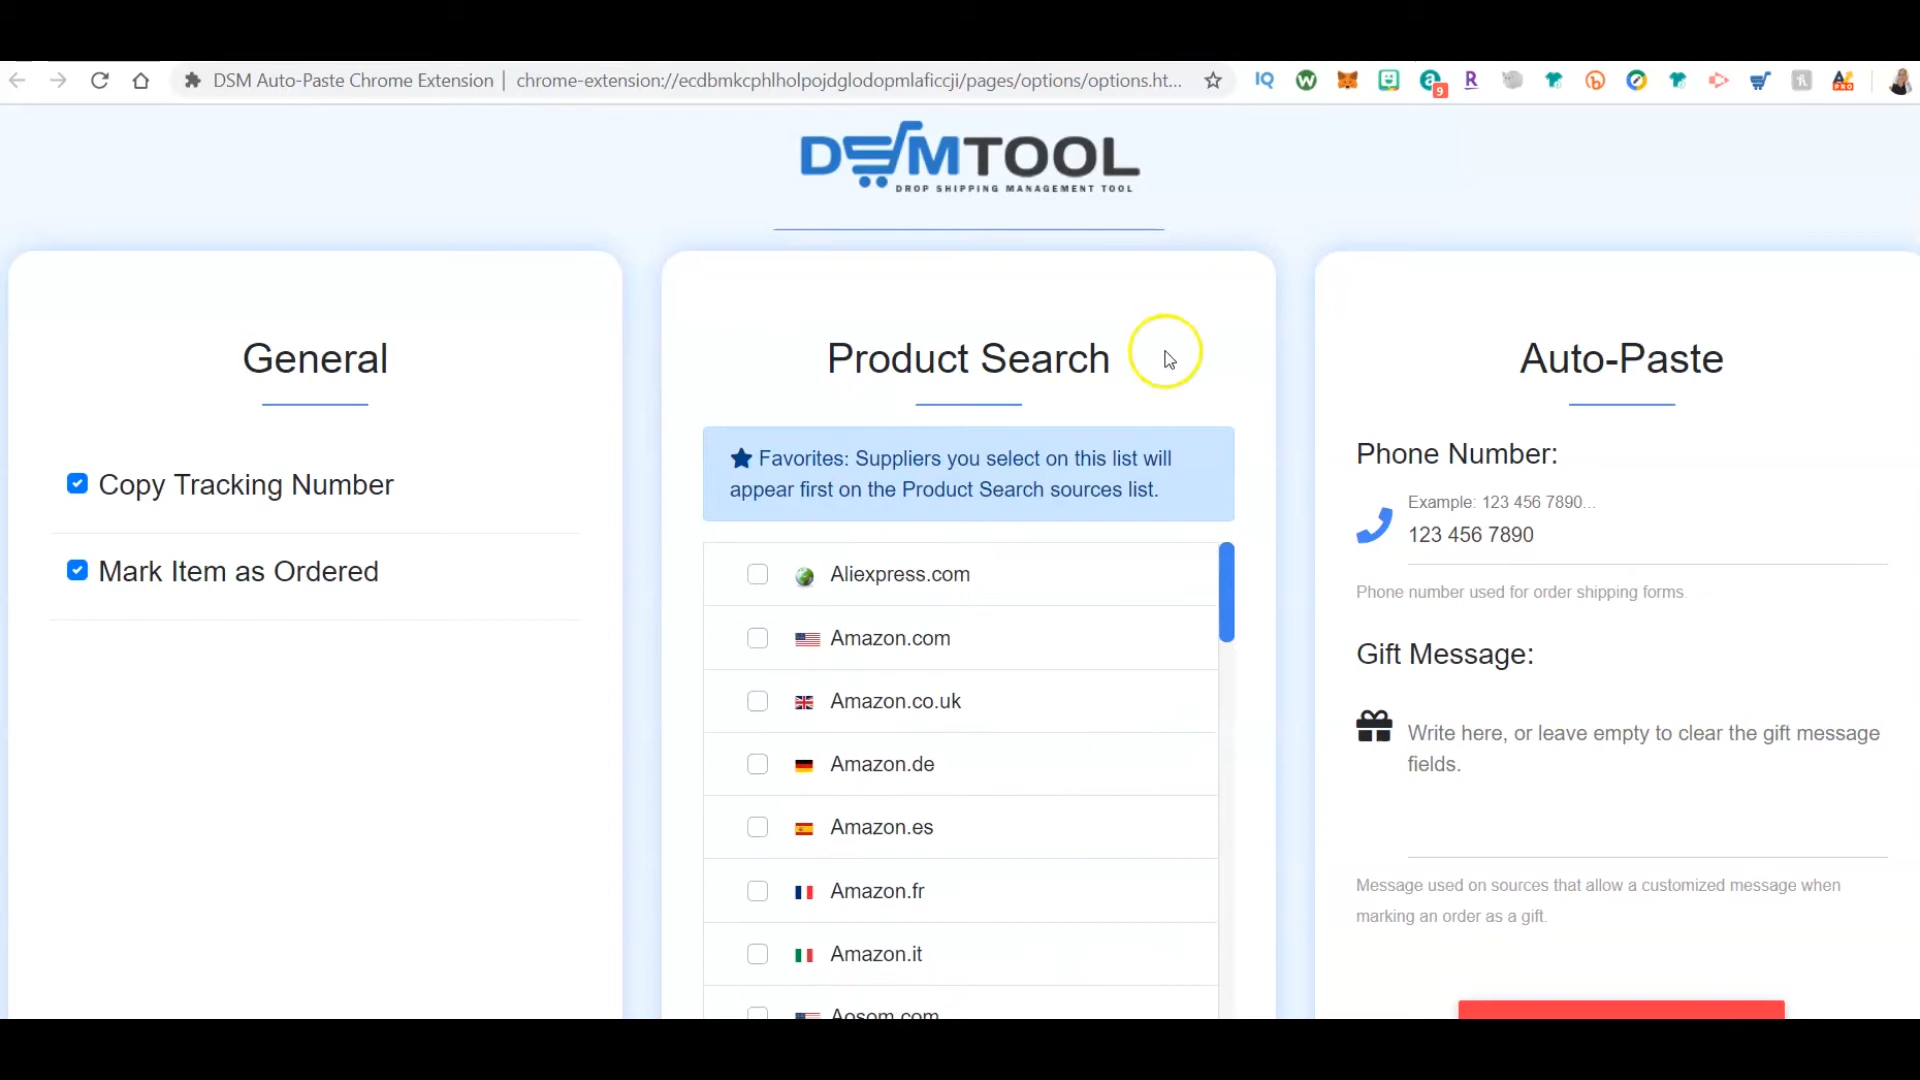 DSM Auto-Paste Chrome Extension | chrome-extension://ecdbmkcphlholpojdglodopmlaficcji/pages/options/options.ht...
IQ
W
a
9
R
b
h
PRO
DSMTOOL
DROP SHIPPING MANAGEMENT TOOL
General
Copy Tracking Number
Mark Item as Ordered
Product Search
Favorites: Suppliers you select on this list will
appear first on the Product Search sources list.
Aliexpress.com
Amazon.com
Amazon.co.uk
Amazon.de
Amazon.es
Amazon.fr
Amazon.it
Aosom.com
Auto-Paste
Phone Number:
Example: 123 456 7890...
123 456 7890
Phone number used for order shipping forms.
Gift Message:
Write here, or leave empty to clear the gift message
fields.
Message used on sources that allow a customized message when
marking an order as a gift.